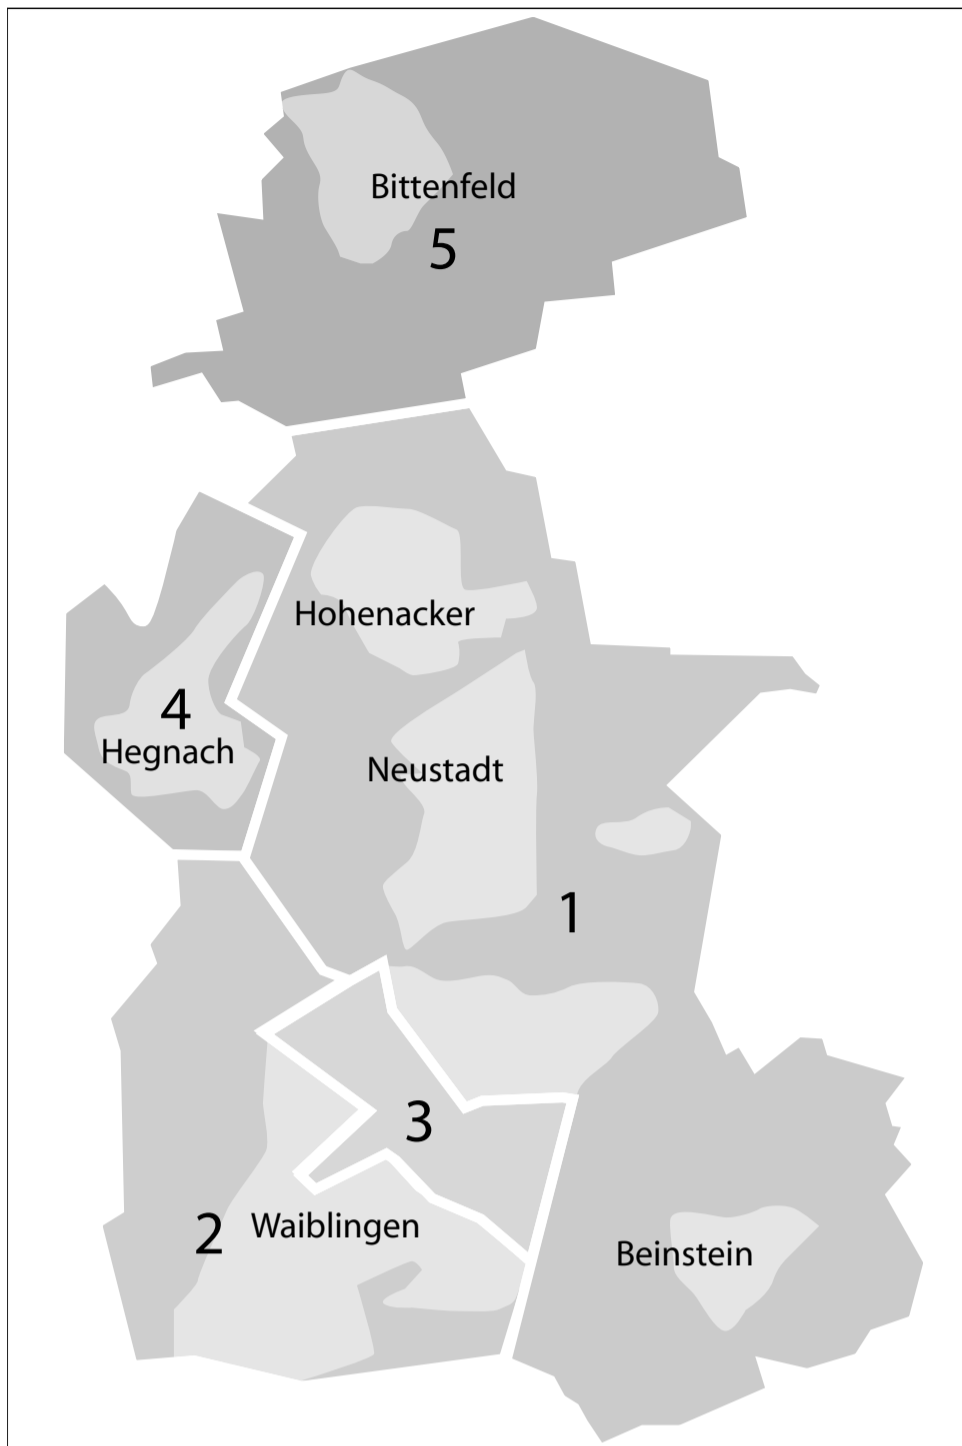 Bittenfeld
5
Hohenacker
4
Hegnach
Neustadt
1
3
2
Waiblingen
Beinstein